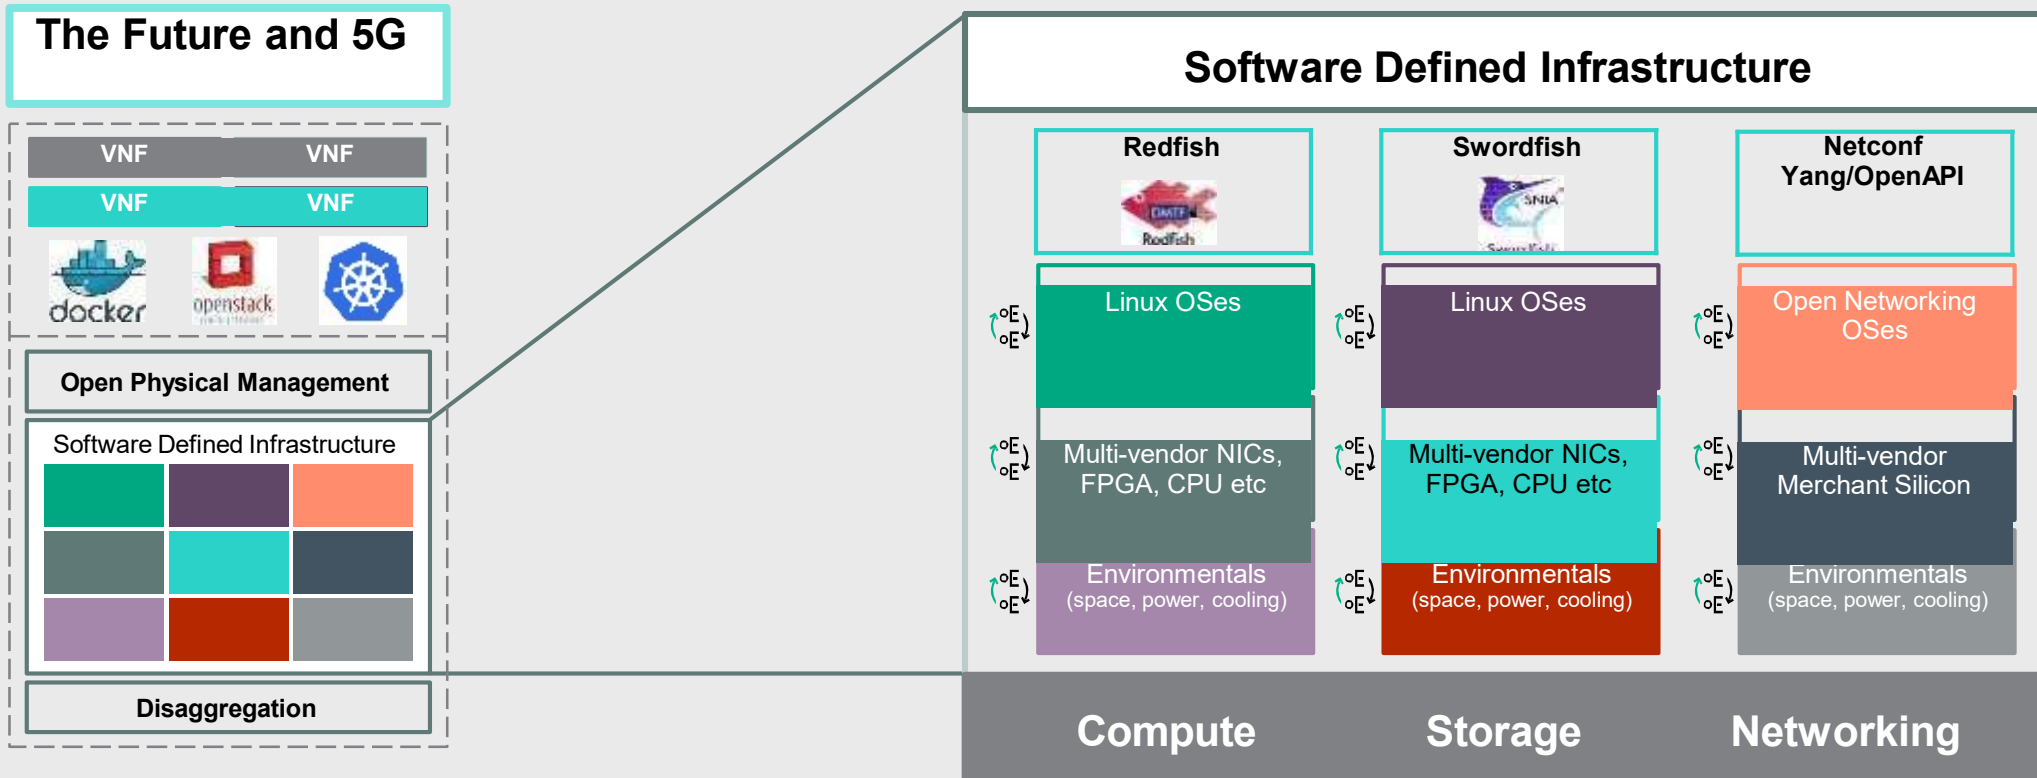 The Future and 5G
VNF VNF
VNF VNF
docker
openstack
Open Physical Management
Software Defined Infrastructure
Disaggregation
Software Defined Infrastructure
Redfish
DMTF
Redfish
Linux OSes
Multi-vendor NICs,
FPGA, CPU etc
Environmentals
(space, power, cooling)
Compute
Swordfish
SNIA
Swordfish
Linux OSes
Multi-vendor NICs,
FPGA, CPU etc
Environmentals
(space, power, cooling)
Storage
Netconf
Yang/OpenAPI
Open Networking
OSes
Multi-vendor
Merchant Silicon
Environmentals
(space, power, cooling)
Networking